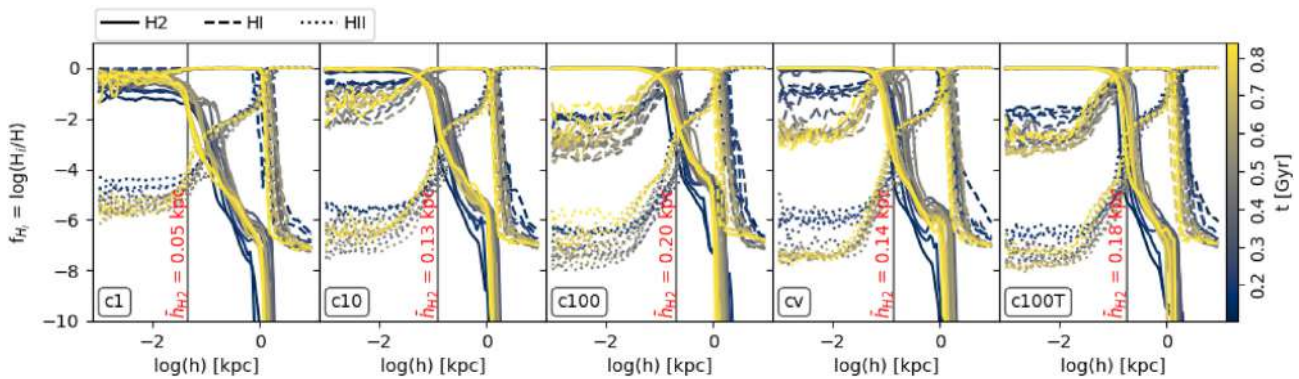 H2 HI HII
0
−2
−4
−6
−8
−10
f_{H_i} = log(H_i/H)
c1
c10
c100
cv
c100T
h̄_{H2} = 0.05 kpc
h̄_{H2} = 0.13 kpc
h̄_{H2} = 0.20 kpc
h̄_{H2} = 0.14 kpc
h̄_{H2} = 0.18 kpc
−2 0 −2 0 −2 0 −2 0 −2 0
log(h) [kpc] log(h) [kpc] log(h) [kpc] log(h) [kpc] log(h) [kpc]
0.8
0.7
0.6
0.5
0.4
0.3
0.2
t [Gyr]